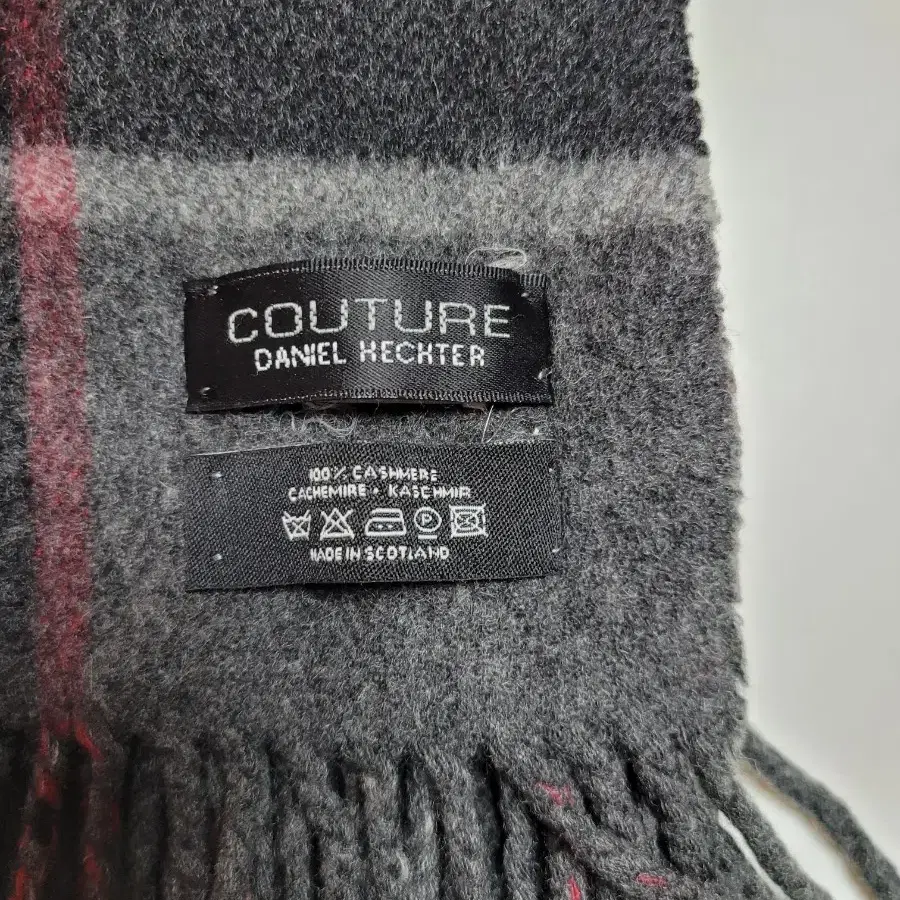 COUTURE
DANIEL HECHTER
100% CASHMERE
CACHEMIRE • KASCHMIR
P
MADE IN SCOTLAND